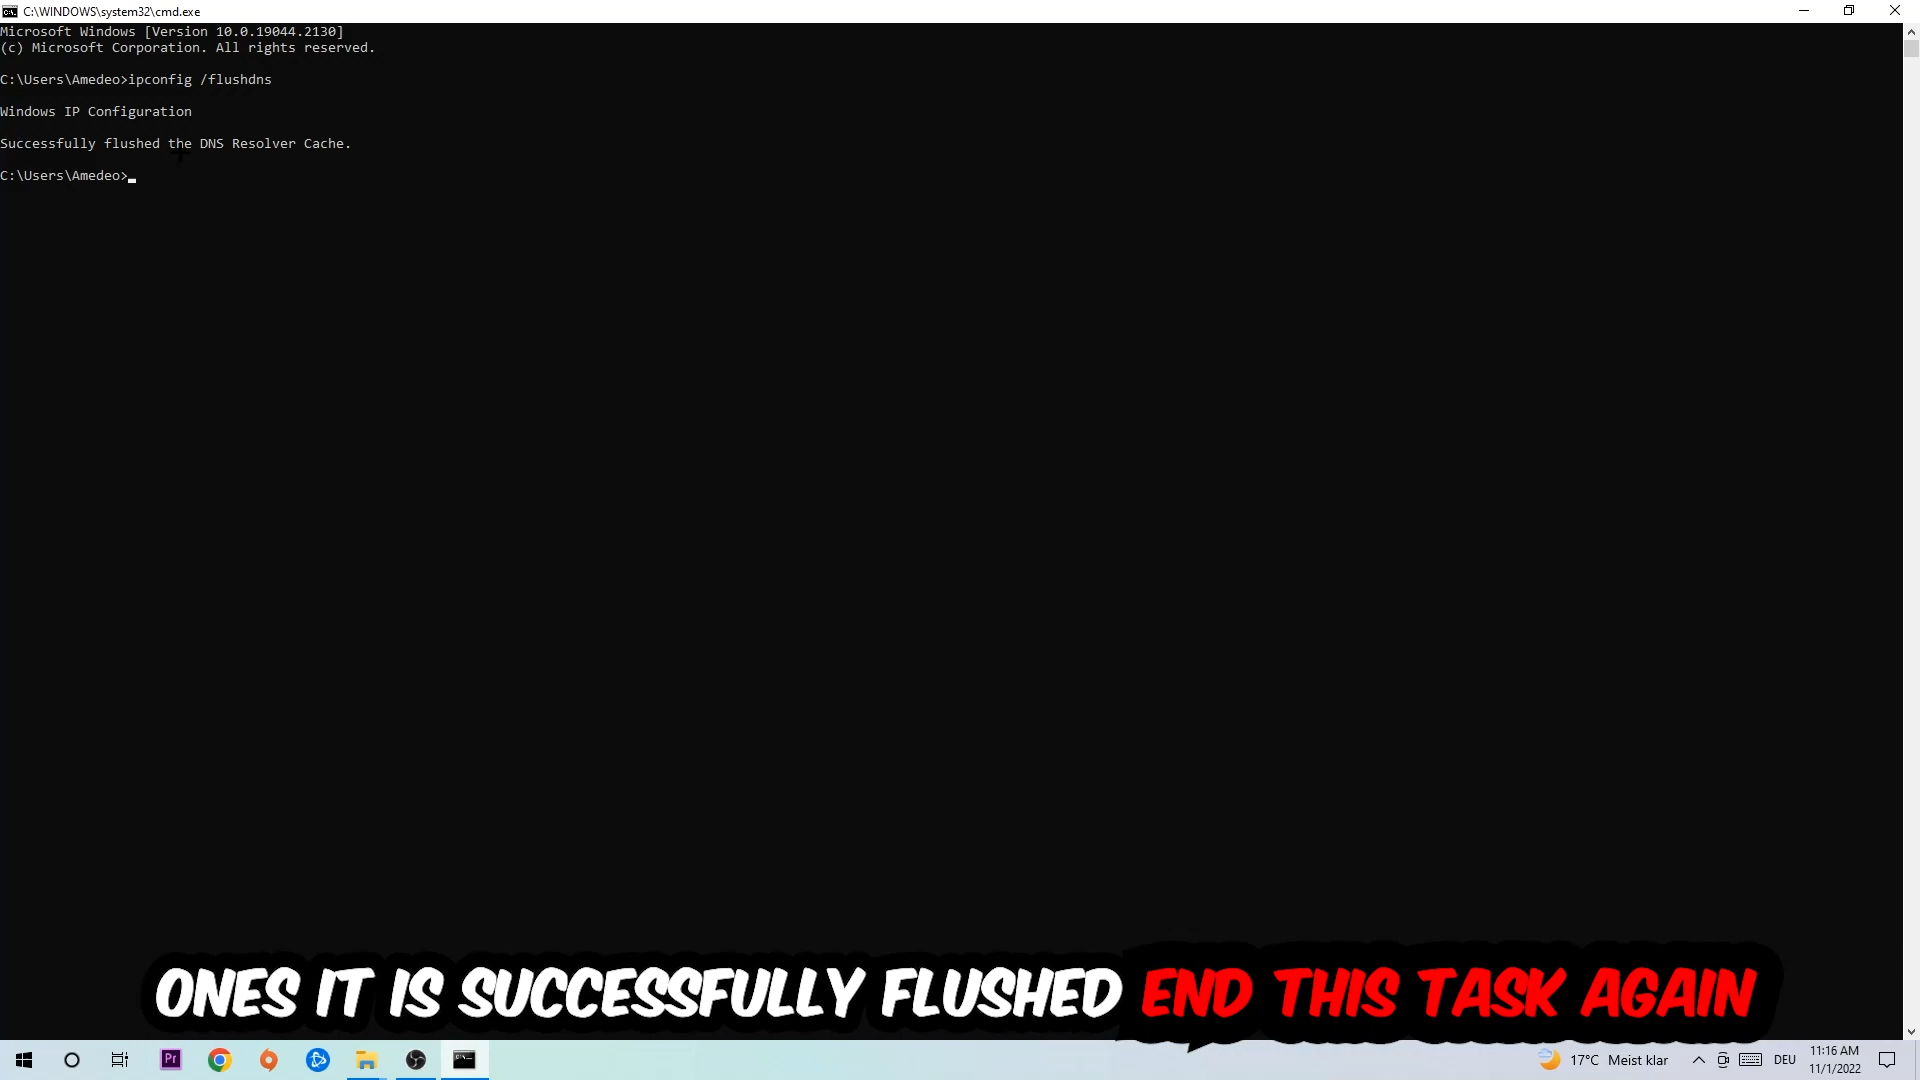 C:\WINDOWS\system32\cmd.exe
Microsoft Windows [Version 10.0.19044.2130]
(c) Microsoft Corporation. All rights reserved.
C:\Users\Amedeo>ipconfig /flushdns
Windows IP Configuration
Successfully flushed the DNS Resolver Cache.
C:\Users\Amedeo>
ONES IT IS SUCCESSFULLY FLUSHED END THIS TASK AGAIN
Pr
17°C Meist klar
DEU
11:16 AM
11/1/2022